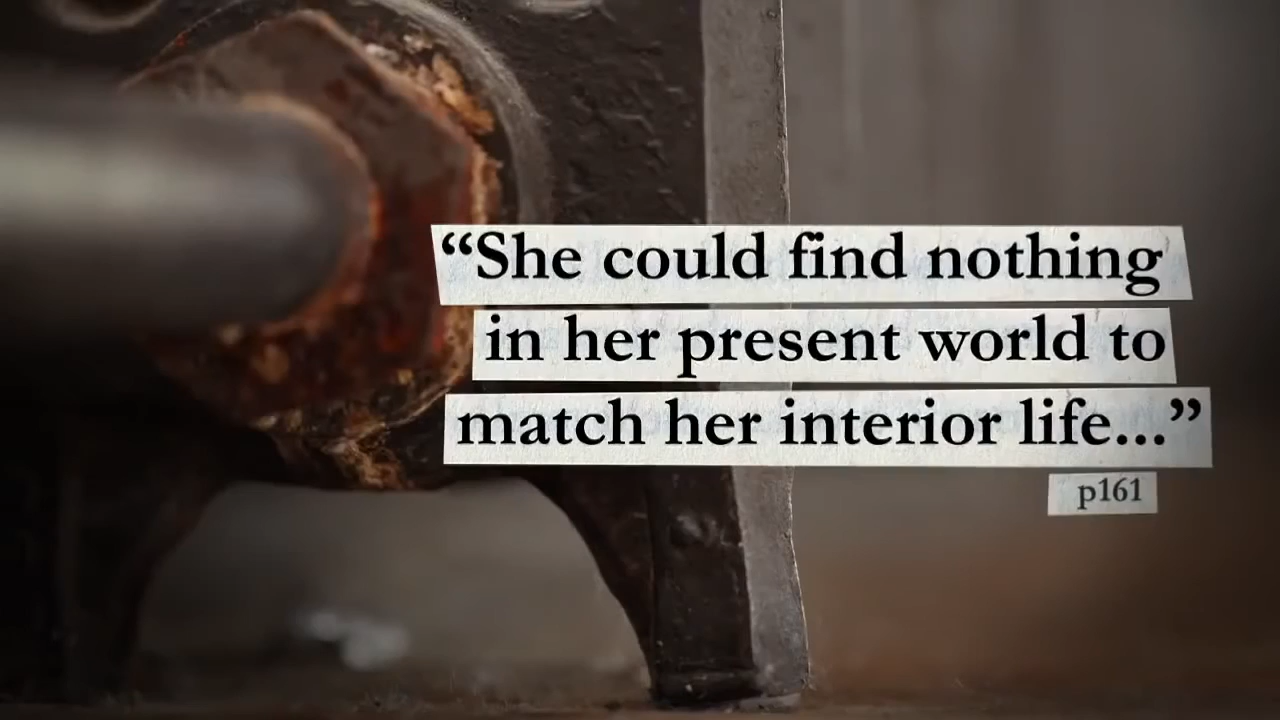 “She could find nothing
in her present world to
match her interior life...”
p161